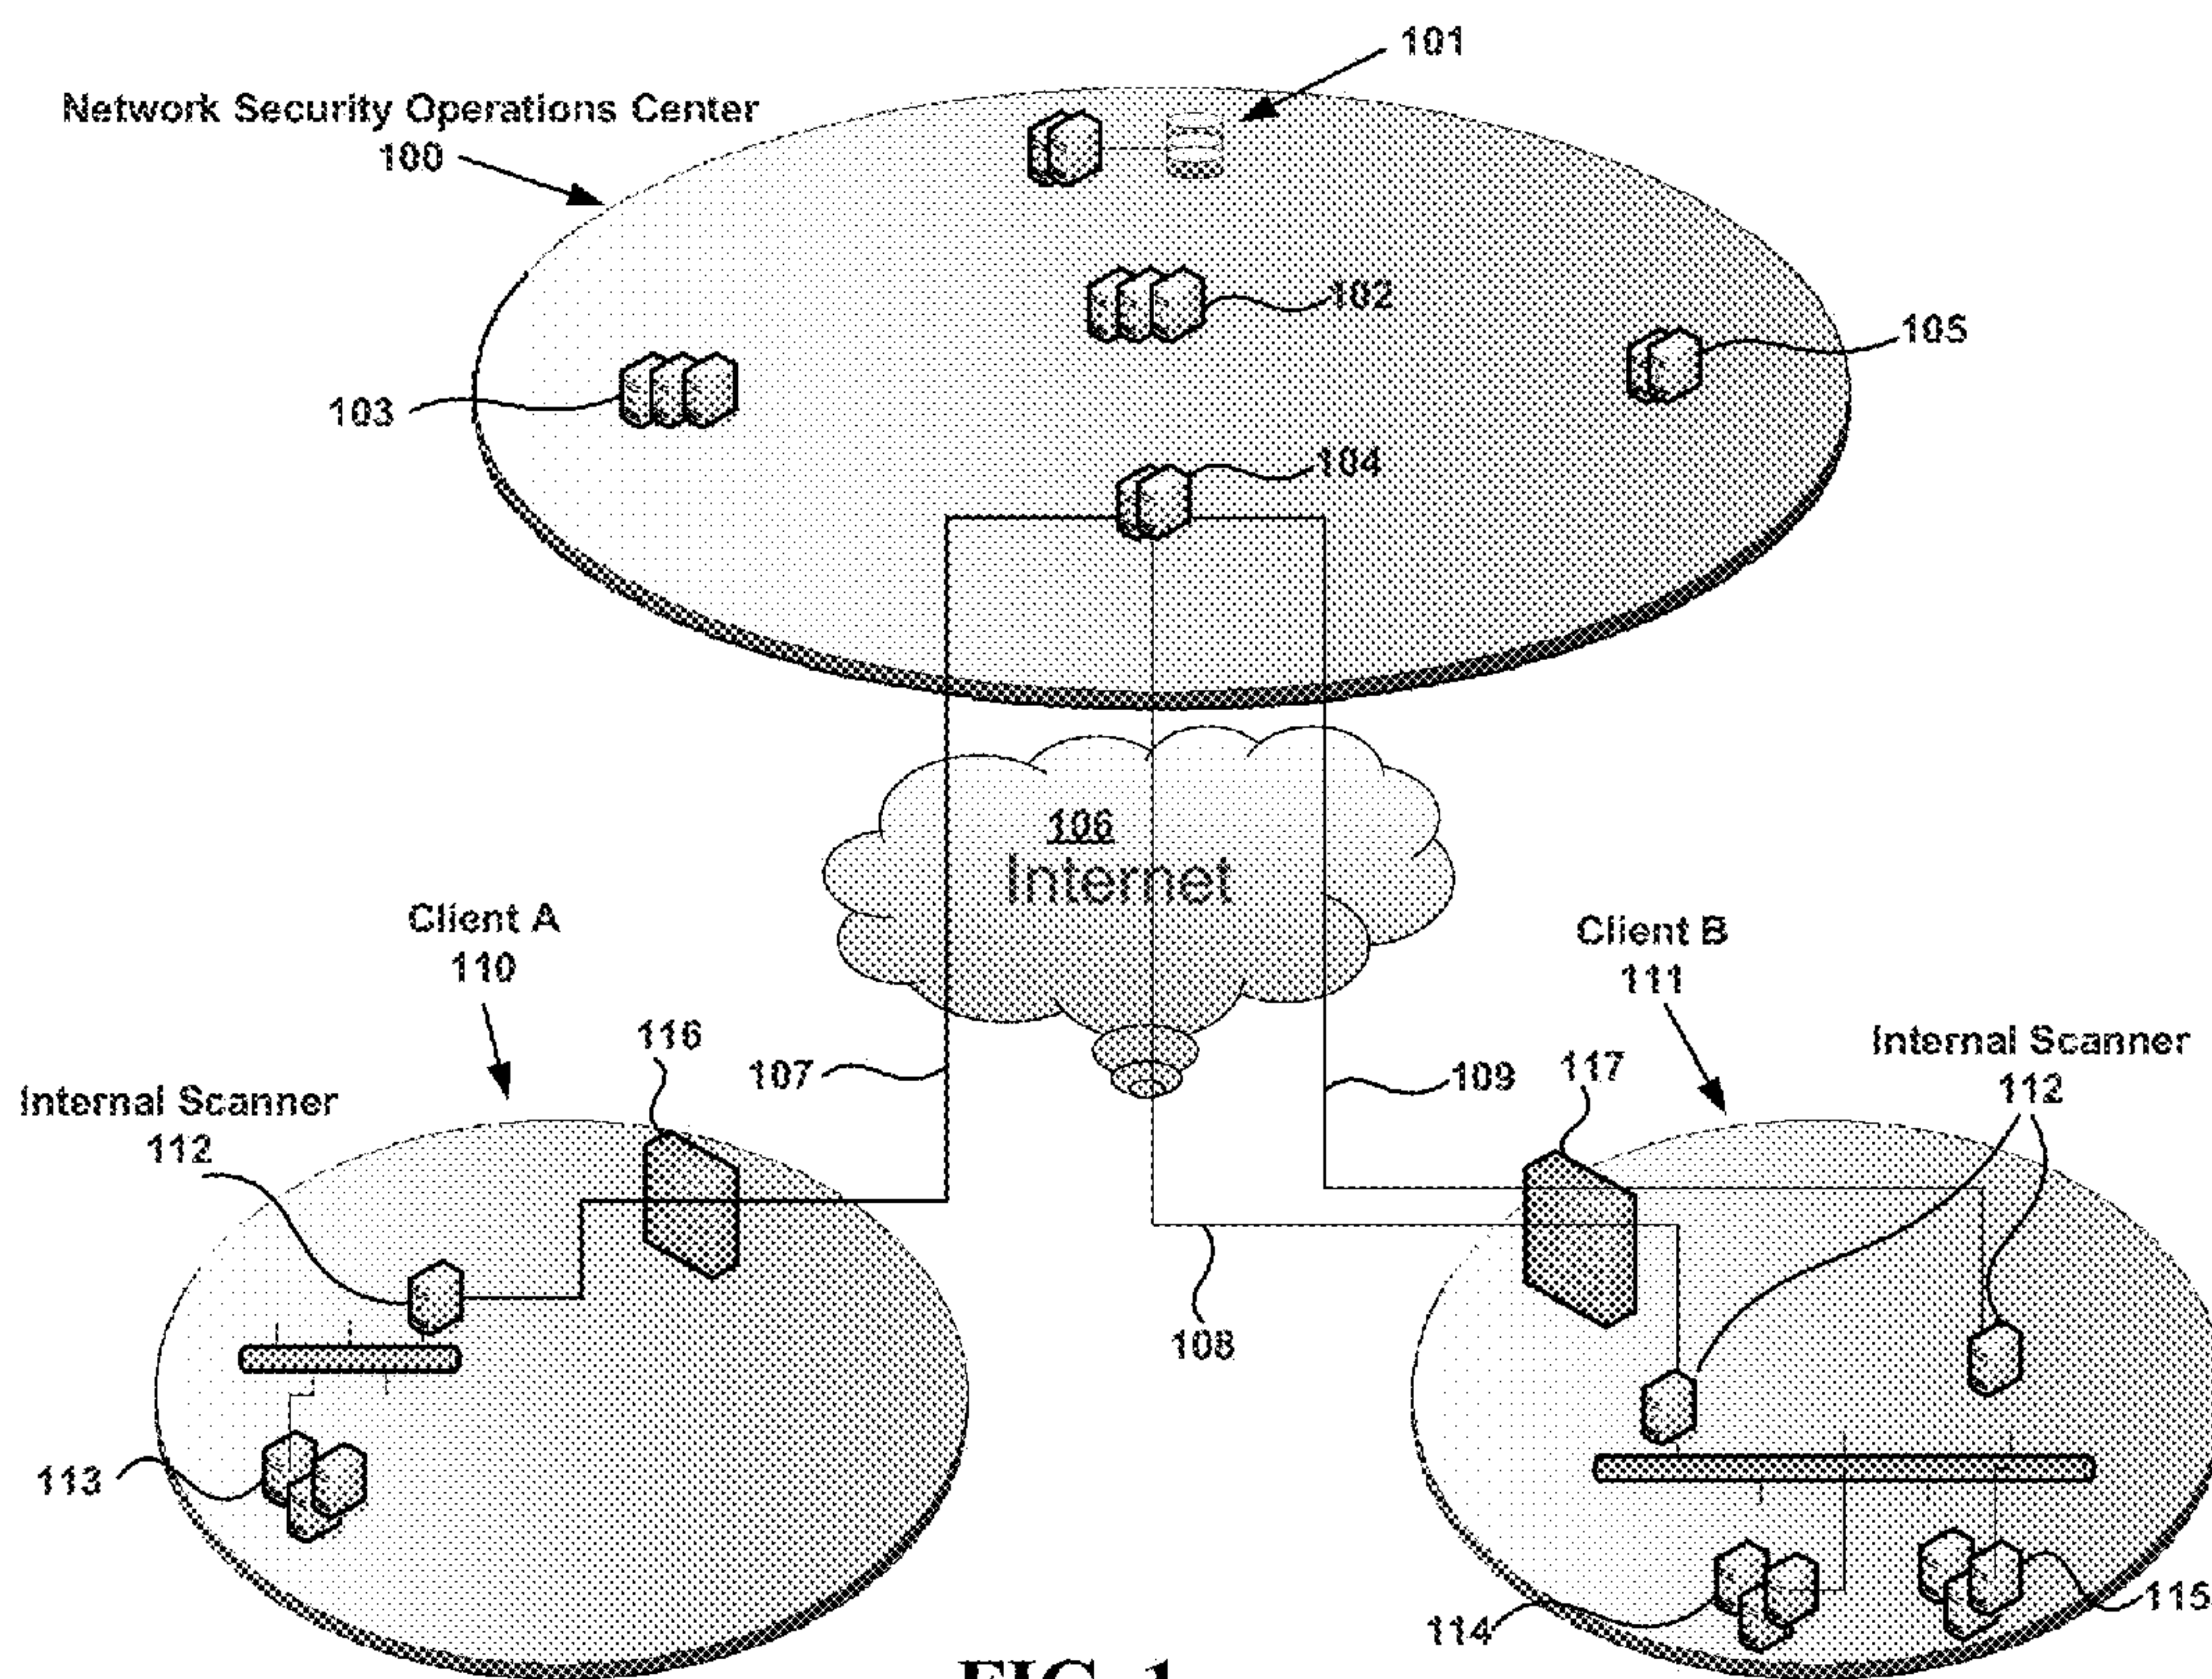 101
Network Security Operations Center
100
102
105
103
104
106
Internet
Client A
110
Client B
111
116
Internal Scanner
112
107
109
117
Internal Scanner
112
108
113
114
115
FIG. 1